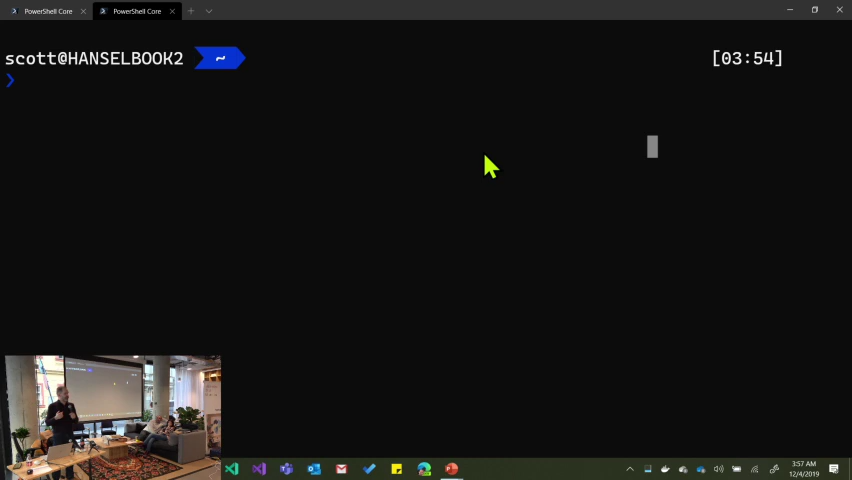 PowerShell Core
PowerShell Core
scott@HANSELBOOK2 ~ [03:54]
❯
3:57 AM
12/4/2019